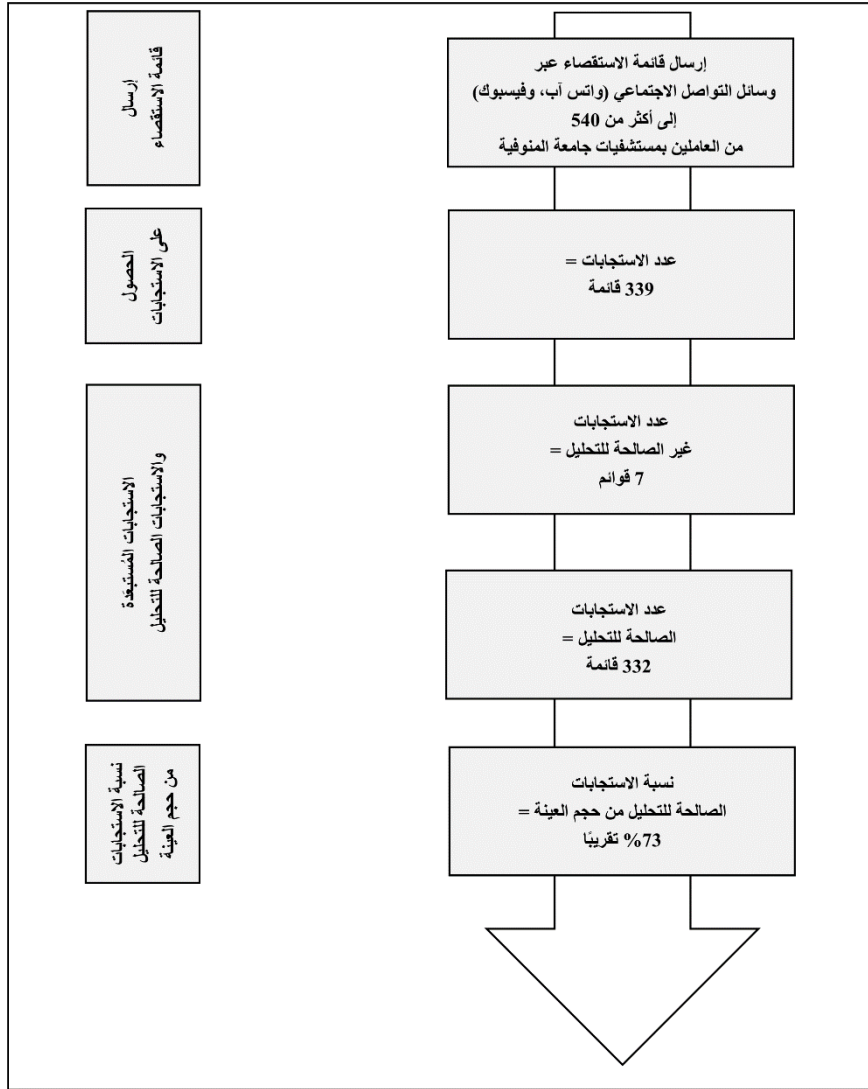 إرسال قائمة الاستقصاء عبر
وسائل التواصل الاجتماعي (واتس آب، وفيسبوك)
إلى أكثر من 540
من العاملين بمستشفيات جامعة المنوفية
إرسال
قائمة الاستقصاء
عدد الاستجابات =
339 قائمة
الحصول
على الاستجابات
عدد الاستجابات
غير الصالحة للتحليل =
7 قوائم
عدد الاستجابات
الصالحة للتحليل =
332 قائمة
الاستجابات المُستبعَدة
والاستجابات الصالحة للتحليل
نسبة الاستجابات
الصالحة للتحليل من حجم العينة =
73% تقريبًا
نسبة الاستجابات
الصالحة للتحليل
من حجم العينة